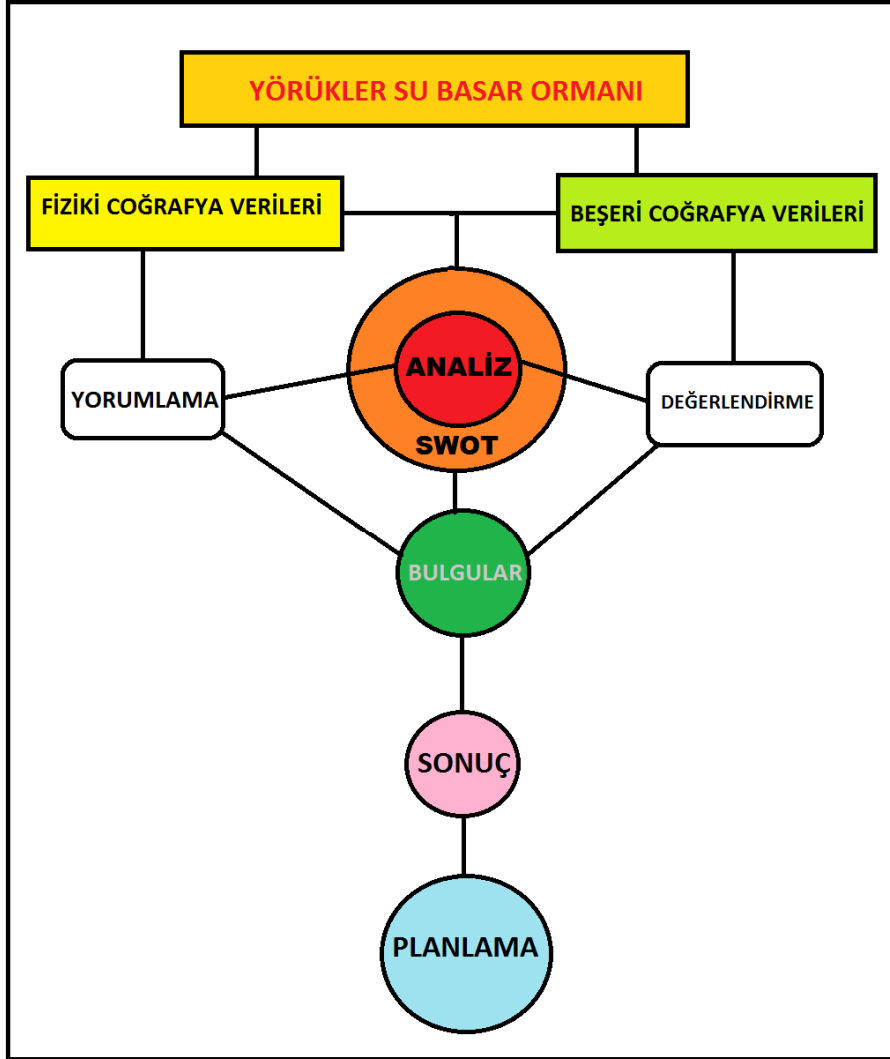 YÖRÜKLER SU BASAR ORMANI
FİZİKİ COĞRAFYA VERİLERİ
BEŞERİ COĞRAFYA VERİLERİ
ANALİZ
YORUMLAMA
DEĞERLENDİRME
SWOT
BULGULAR
SONUÇ
PLANLAMA